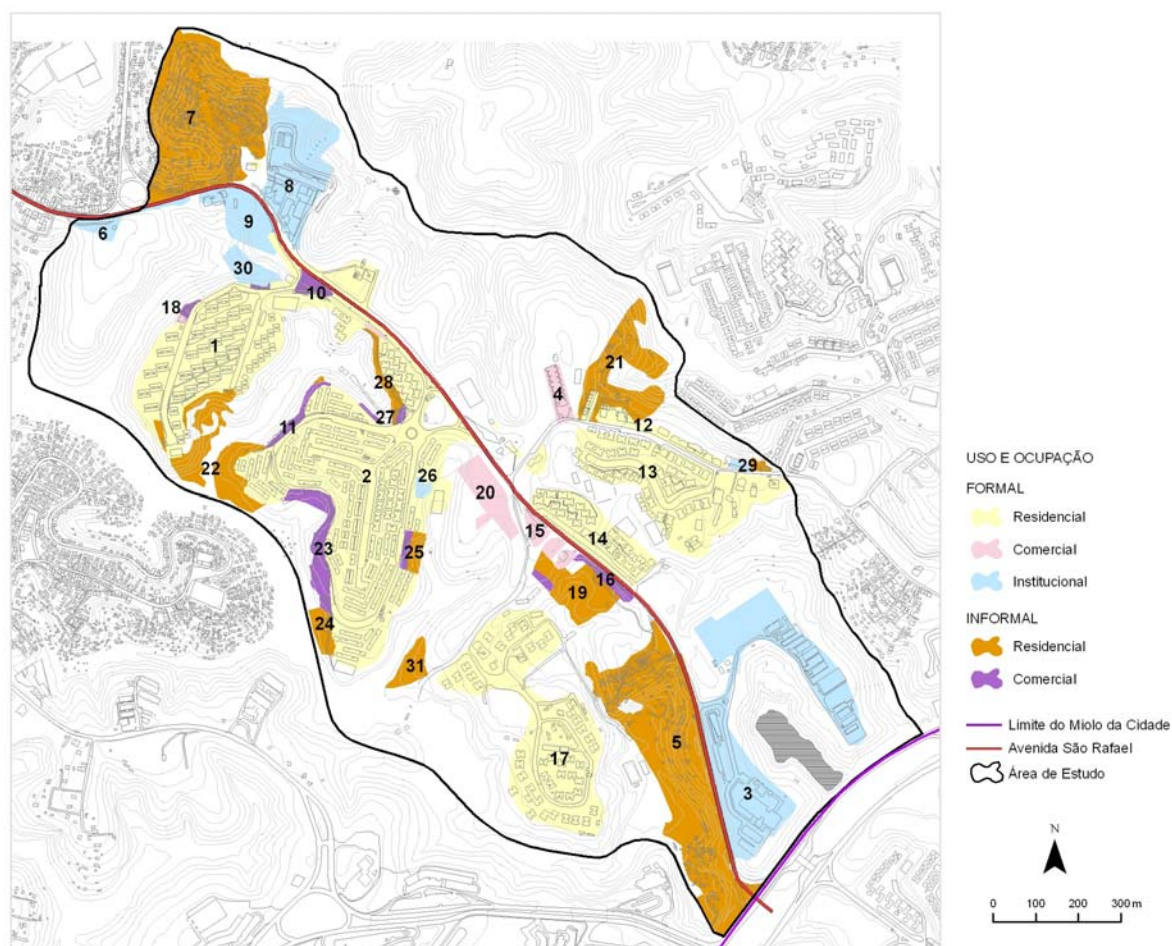 7
8
9
6
30
10
18
1
28
21
4
11
27
12
22
2
26
13
29
20
23
25
15
14
16
19
24
31
5
17
3
USO E OCUPAÇÃO
FORMAL
Residencial
Comercial
Institucional
INFORMAL
Residencial
Comercial
Limite do Miolo da Cidade
Avenida São Rafael
Área de Estudo
N
0 100 200 300 m